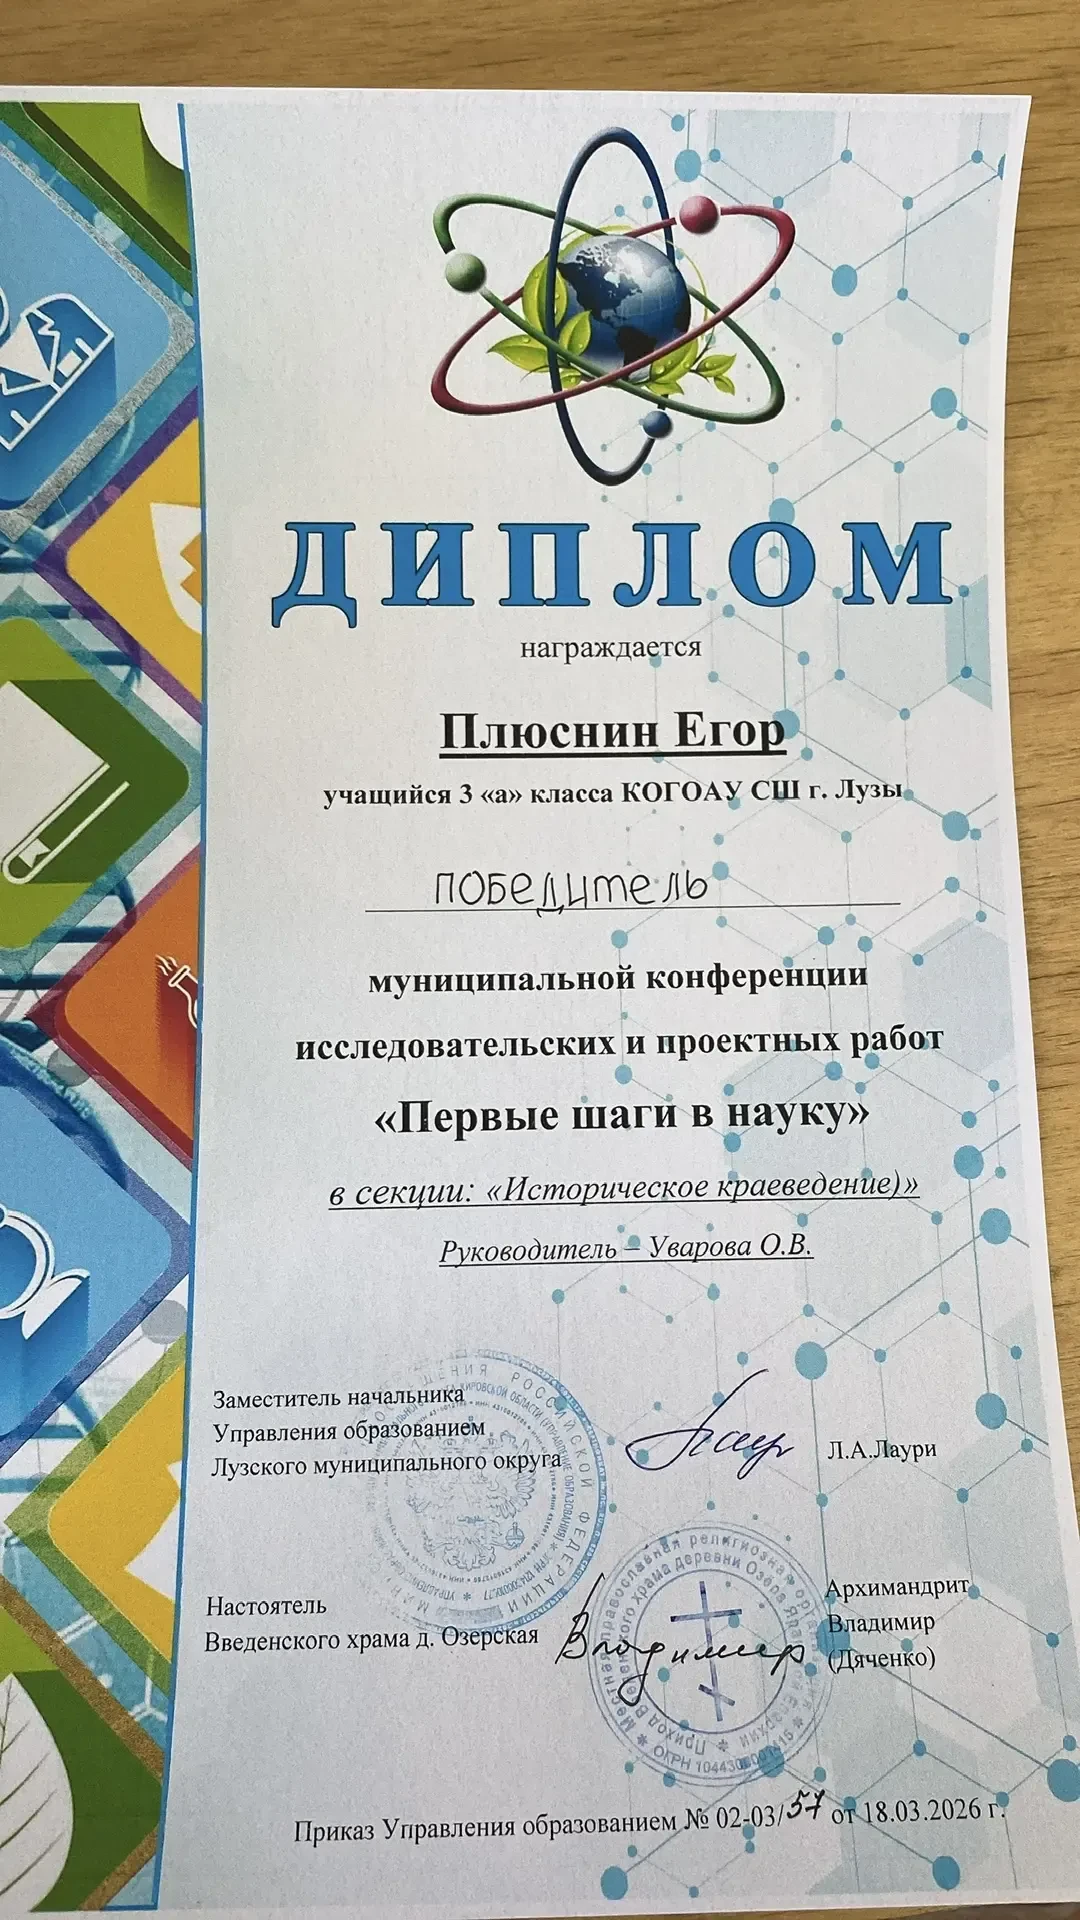 ДИПЛОМ
награждается
Плюснин Егор
учащийся 3 «а» класса КОГОАУ СШ г. Лузы
победитель
муниципальной конференции
исследовательских и проектных работ
«Первые шаги в науку»
в секции: «Историческое краеведение)»
Руководитель – Уварова О.В.
Заместитель начальника
Управления образованием
Лузского муниципального округа
Л.А.Лаури
Настоятель
Введенского храма д. Озерская
Владимир
Архимандрит
Владимир
(Дяченко)
Приказ Управления образованием № 02-03/57 от 18.03.2026 г.